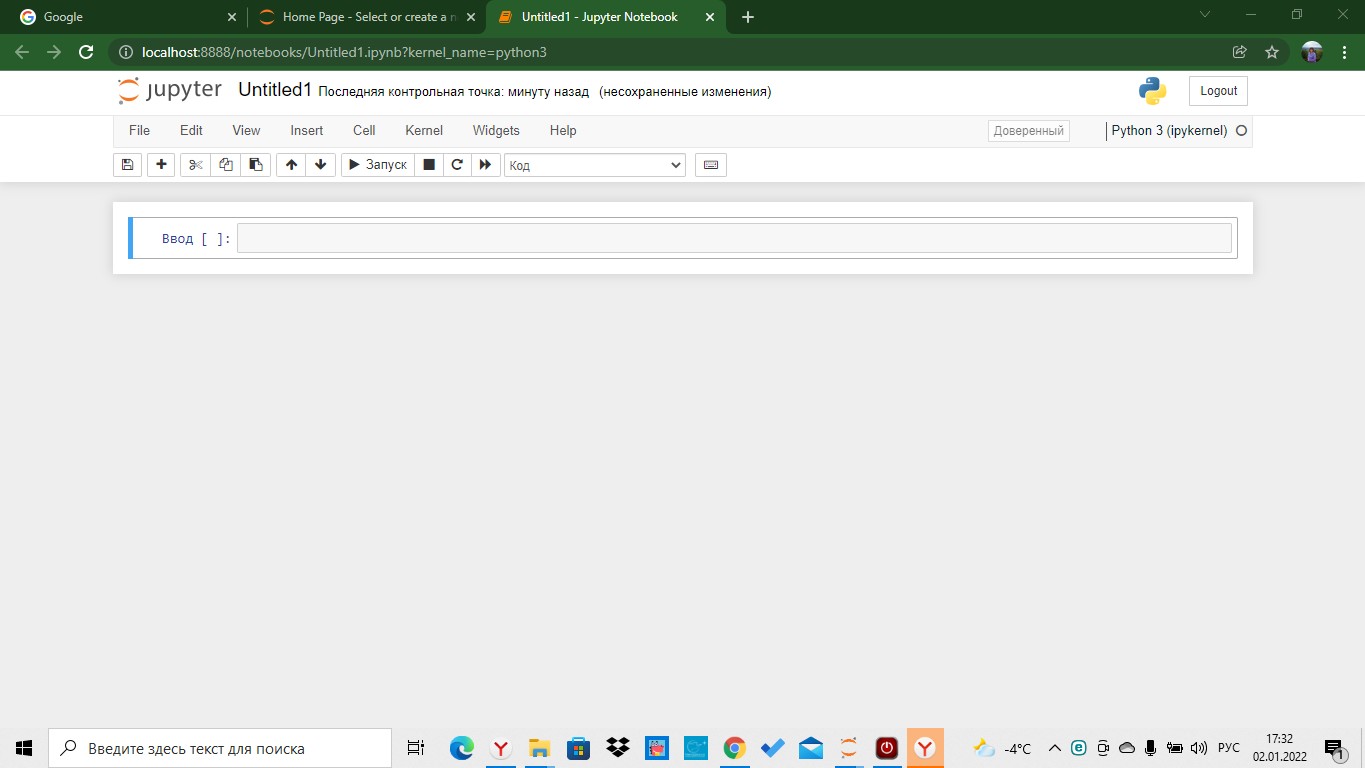 Google
Home Page - Select or create a n
Untitled1 - Jupyter Notebook
localhost:8888/notebooks/Untitled1.ipynb?kernel_name=python3
jupyter Untitled1 Последняя контрольная точка: минуту назад (несохраненные изменения)
Logout
File Edit View Insert Cell Kernel Widgets Help
Доверенный
Python 3 (ipykernel)
Запуск
Код
Ввод [ ]:
Введите здесь текст для поиска
-4°C
РУС
17:32
02.01.2022
1